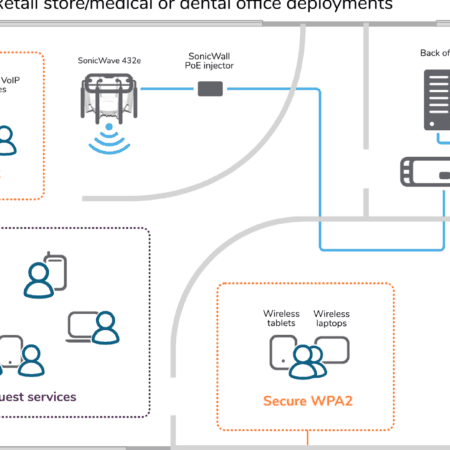 etail store/medical or dental office deployments
SonicWave 432e
SonicWall
PoE injector
Back of
VoIP
es
Wireless
tablets
Wireless
laptops
Secure WPA2
uest services